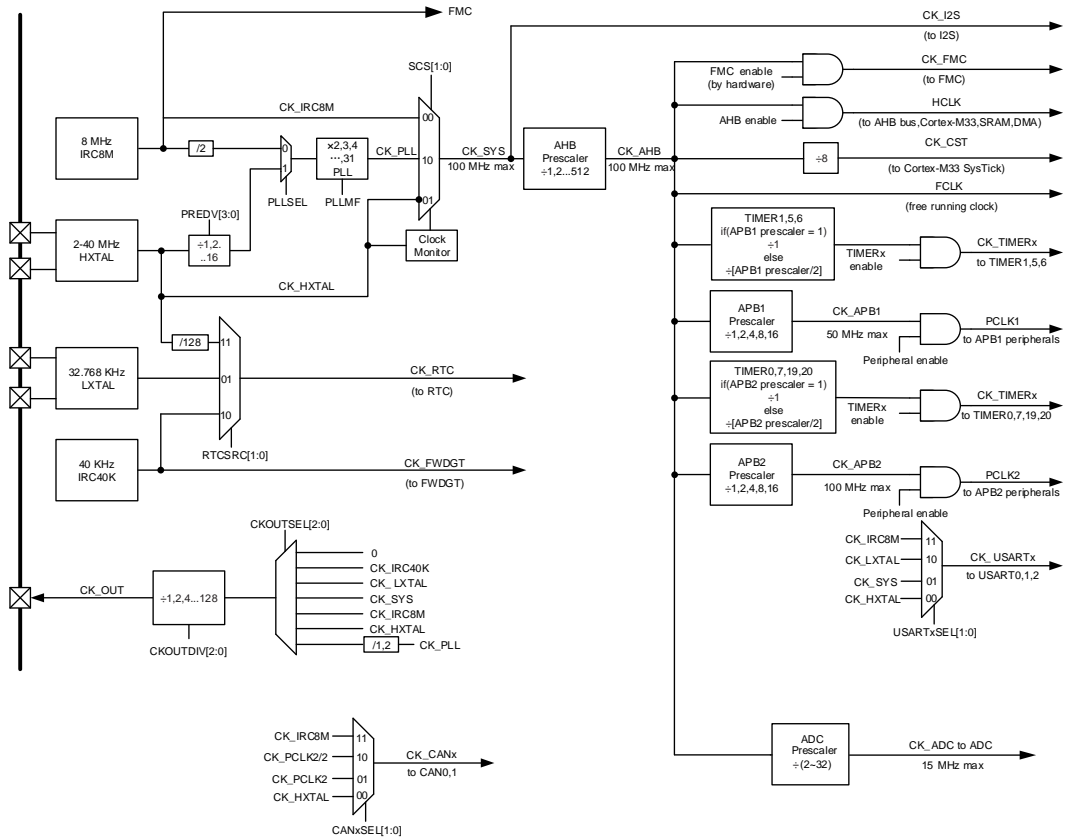 FMC
CK_I2S
(to I2S)
SCS[1:0]
CK_FMC
(to FMC)
FMC enable
(by hardware)
CK_IRC8M
00
HCLK
(to AHB bus,Cortex-M33,SRAM,DMA)
AHB enable
8 MHz
IRC8M
/2
0
1
×2,3,4
…,31
PLL
CK_PLL
10
CK_SYS
100 MHz max
AHB
Prescaler
÷1,2...512
CK_AHB
100 MHz max
÷8
CK_CST
(to Cortex-M33 SysTick)
PLLSEL
PLLMF
01
FCLK
(free running clock)
PREDV[3:0]
2-40 MHz
HXTAL
÷1,2.
..16
Clock
Monitor
TIMER1,5,6
if(APB1 prescaler = 1)
÷1
else
÷[APB1 prescaler/2]
TIMERx
enable
CK_TIMERx
to TIMER1,5,6
CK_HXTAL
APB1
Prescaler
÷1,2,4,8,16
CK_APB1
50 MHz max
Peripheral enable
PCLK1
to APB1 peripherals
/128
11
32.768 KHz
LXTAL
01
CK_RTC
(to RTC)
10
RTCSRC[1:0]
TIMER0,7,19,20
if(APB2 prescaler = 1)
÷1
else
÷[APB2 prescaler/2]
TIMERx
enable
CK_TIMERx
to TIMER0,7,19,20
40 KHz
IRC40K
CK_FWDGT
(to FWDGT)
APB2
Prescaler
÷1,2,4,8,16
CK_APB2
100 MHz max
Peripheral enable
PCLK2
to APB2 peripherals
CKOUTSEL[2:0]
0
CK_IRC40K
CK_LXTAL
CK_SYS
CK_IRC8M
CK_HXTAL
/1,2
CK_PLL
CK_OUT
÷1,2,4...128
CKOUTDIV[2:0]
CK_IRC8M
11
CK_LXTAL
10
CK_SYS
01
CK_HXTAL
00
CK_USARTx
to USART0,1,2
USARTxSEL[1:0]
CK_IRC8M
11
CK_PCLK2/2
10
CK_PCLK2
01
CK_HXTAL
00
CK_CANx
to CAN0,1
CANxSEL[1:0]
ADC
Prescaler
÷(2~32)
CK_ADC to ADC
15 MHz max